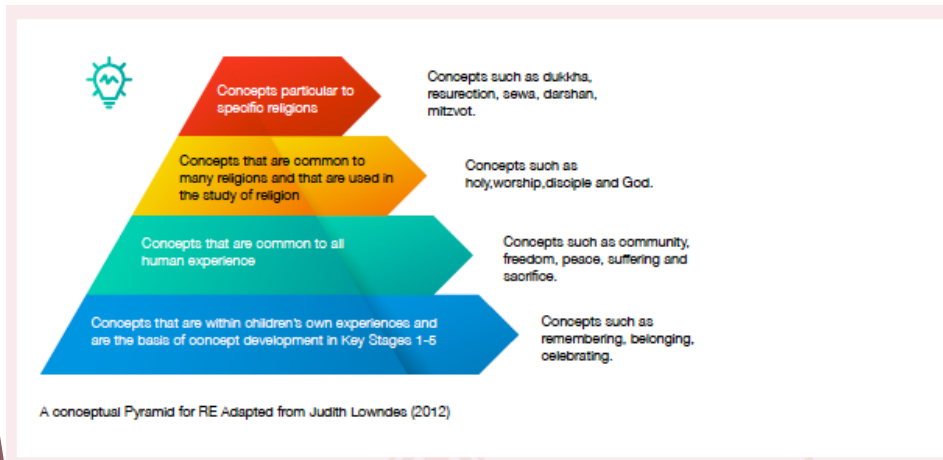 Concepts particular to
specific religions
Concepts such as dukkha,
resurection, sewa, darshan,
mitzvot.
Concepts that are common to
many religions and that are used in
the study of religion
Concepts such as
holy,worship,disciple and God.
Concepts that are common to all
human experience
Concepts such as community,
freedom, peace, suffering and
sacrifice.
Concepts that are within children's own experiences and
are the basis of concept development in Key Stages 1-5
Concepts such as
remembering, belonging,
celebrating.
A conceptual Pyramid for RE Adapted from Judith Lowndes (2012)